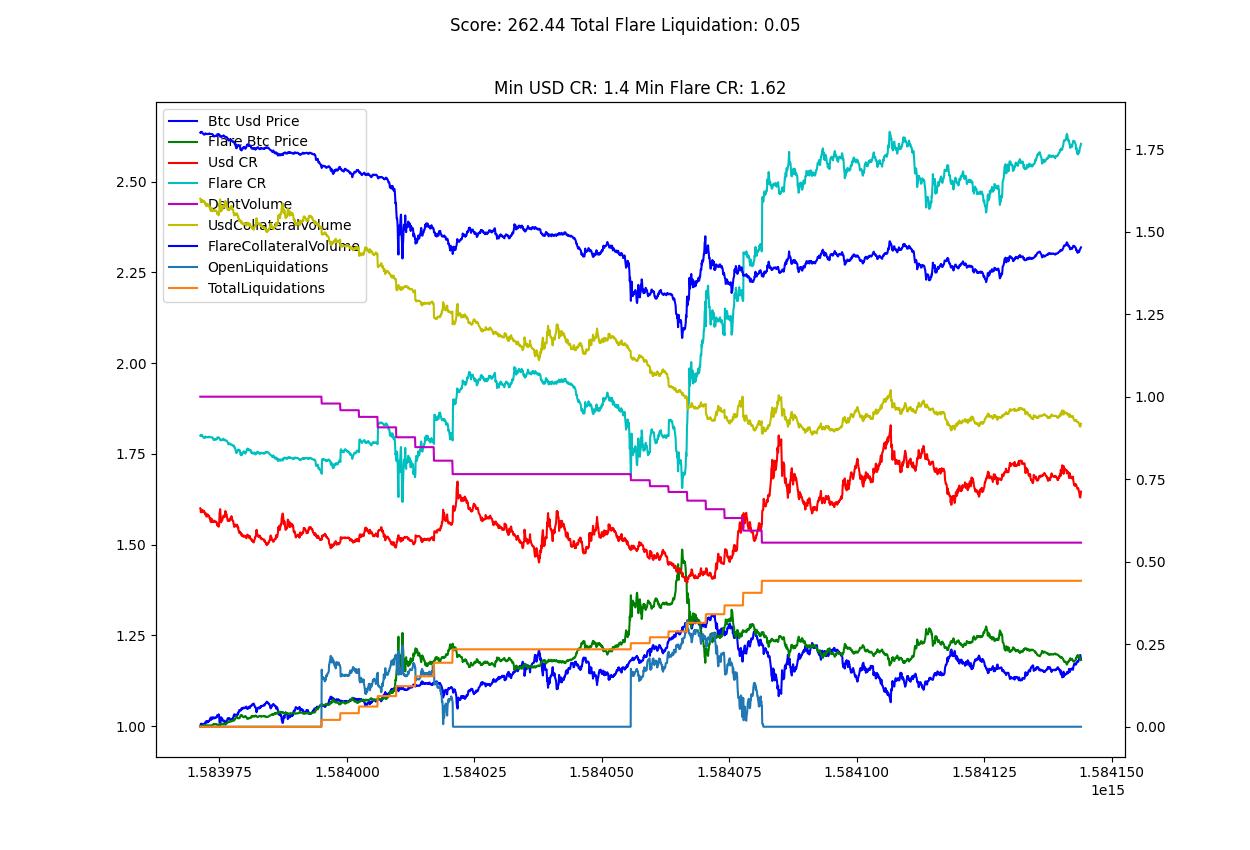 Score: 262.44 Total Flare Liquidation: 0.05
Min USD CR: 1.4 Min Flare CR: 1.62
Btc Usd Price
Flare Btc Price
Usd CR
Flare CR
DebtVolume
UsdCollateralVolume
FlareCollateralVolume
OpenLiquidations
TotalLiquidations
2.50
2.25
2.00
1.75
1.50
1.25
1.00
1.75
1.50
1.25
1.00
0.75
0.50
0.25
0.00
1.583975 1.584000 1.584025 1.584050 1.584075 1.584100 1.584125 1.584150
1e15